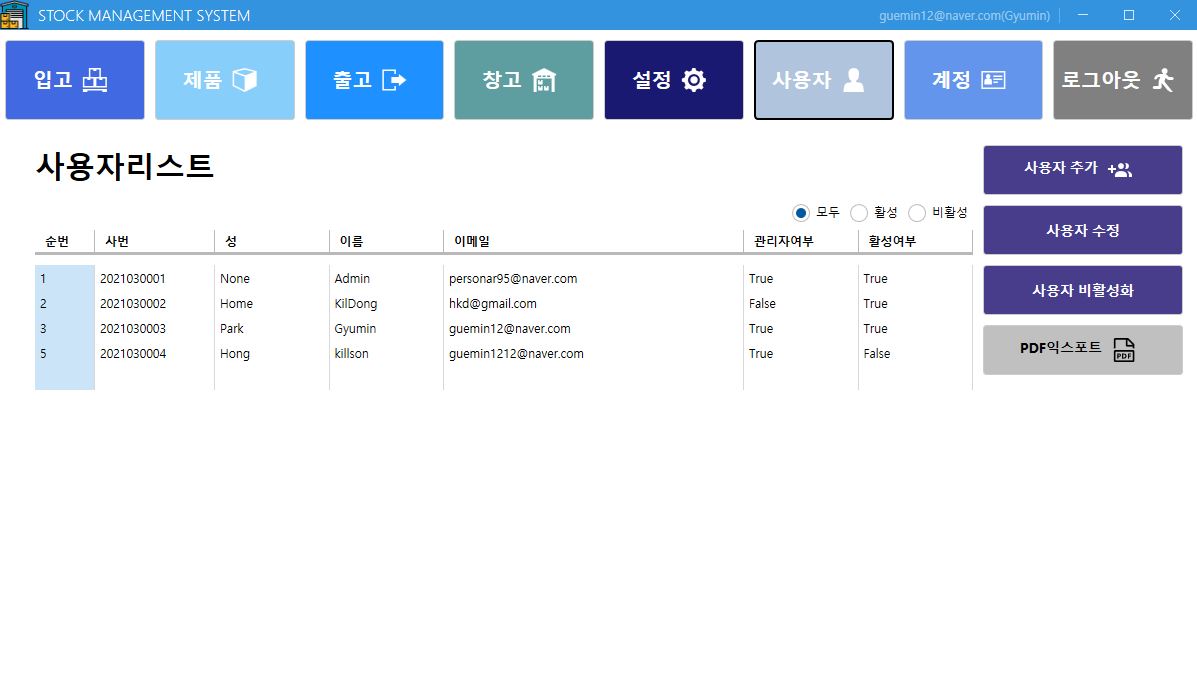 STOCK MANAGEMENT SYSTEM guemin12@naver.com(Gyumin)
입고 제품 출고 창고 설정 사용자 계정 로그아웃
사용자리스트
사용자 추가
모두 활성 비활성
사용자 수정
순번 사번 성 이름 이메일 관리자여부 활성여부
1 2021030001 None Admin personar95@naver.com True True
2 2021030002 Home KilDong hkd@gmail.com False True
3 2021030003 Park Gyumin guemin12@naver.com True True
5 2021030004 Hong killson guemin1212@naver.com True False
사용자 비활성화
PDF익스포트 PDF